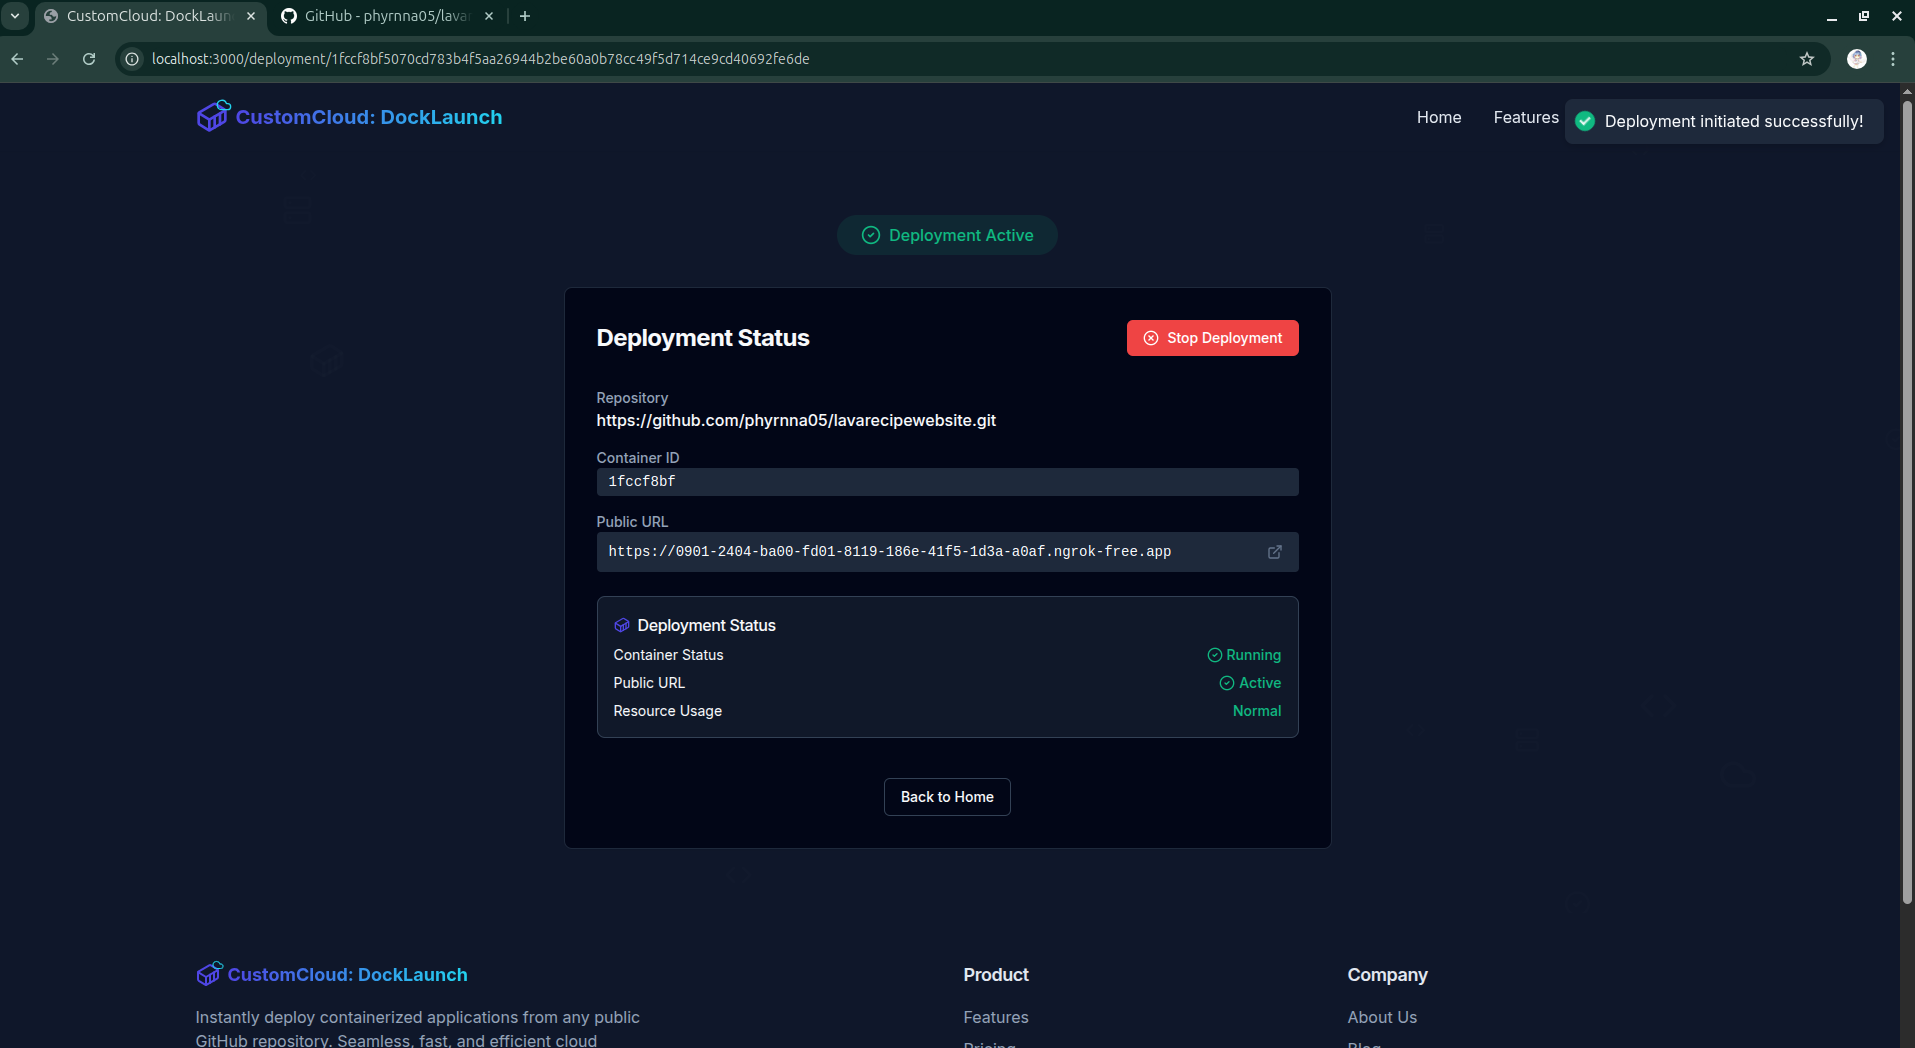 CustomCloud: DockLaun
GitHub - phyrnna05/lava
localhost:3000/deployment/1fccf8bf5070cd783b4f5aa26944b2be60a0b78cc49f5d714ce9cd40692fe6de
CustomCloud: DockLaunch
Home
Features
Deployment initiated successfully!
Deployment Active
Deployment Status
Stop Deployment
Repository
https://github.com/phyrnna05/lavarecipewebsite.git
Container ID
1fccf8bf
Public URL
https://0901-2404-ba00-fd01-8119-186e-41f5-1d3a-a0af.ngrok-free.app
Deployment Status
Container Status
Running
Public URL
Active
Resource Usage
Normal
Back to Home
CustomCloud: DockLaunch
Instantly deploy containerized applications from any public
GitHub repository. Seamless, fast, and efficient cloud
Product
Features
Pricing
Company
About Us
Blog